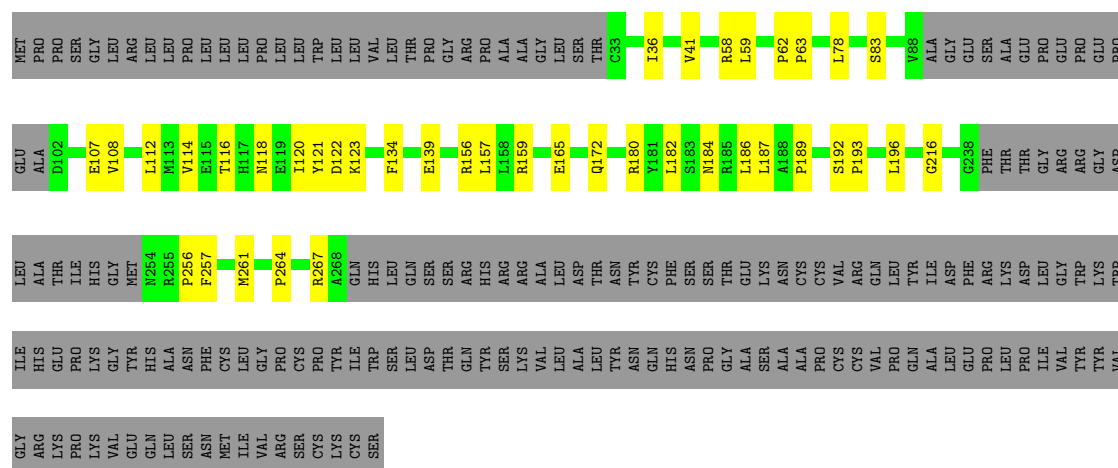 MET PRO PRO SER GLY LEU ARG LEU LEU PRO LEU LEU LEU PRO LEU LEU TRP LEU LEU VAL LEU THR PRO GLY ARG PRO ALA ALA GLY LEU SER THR C33 I36 V41 R58 L59 P62 P63 L78 S83 V88 ALA GLY GLU SER ALA GLU PRO GLU PRO GLU PRO
GLU ALA D102 E107 V108 L112 M113 V114 E115 T116 H117 N118 E119 I120 Y121 D122 K123 F134 E139 R156 L157 L158 R159 E165 Q172 R180 Y181 L182 S183 N184 R185 L186 L187 A188 P189 S192 P193 L196 G216 G238 PHE THR THR GLY ARG ARG GLY ASP
LEU ALA THR ILE HIS GLY MET N254 R255 P256 F257 M261 P264 R267 A268 GLN HIS LEU GLN SER SER ARG HIS ARG ARG ALA LEU ASP THR ASN TYR CYS PHE SER SER THR GLU LYS ASN CYS CYS VAL ARG GLN LEU TYR ILE ASP PHE ARG LYS ASP LEU GLY TRP LYS TRP
ILE HIS GLU PRO LYS GLY TYR HIS ALA ASN PHE CYS LEU GLY PRO CYS PRO TYR ILE TRP SER LEU ASP THR GLN TYR SER LYS VAL LEU ALA LEU TYR ASN GLN HIS ASN PRO GLY ALA SER ALA ALA PRO CYS CYS VAL PRO GLN ALA LEU GLU PRO LEU PRO ILE VAL TYR TYR VAL
GLY ARG LYS PRO LYS VAL GLU GLN LEU SER ASN MET ILE VAL ARG SER CYS LYS CYS SER